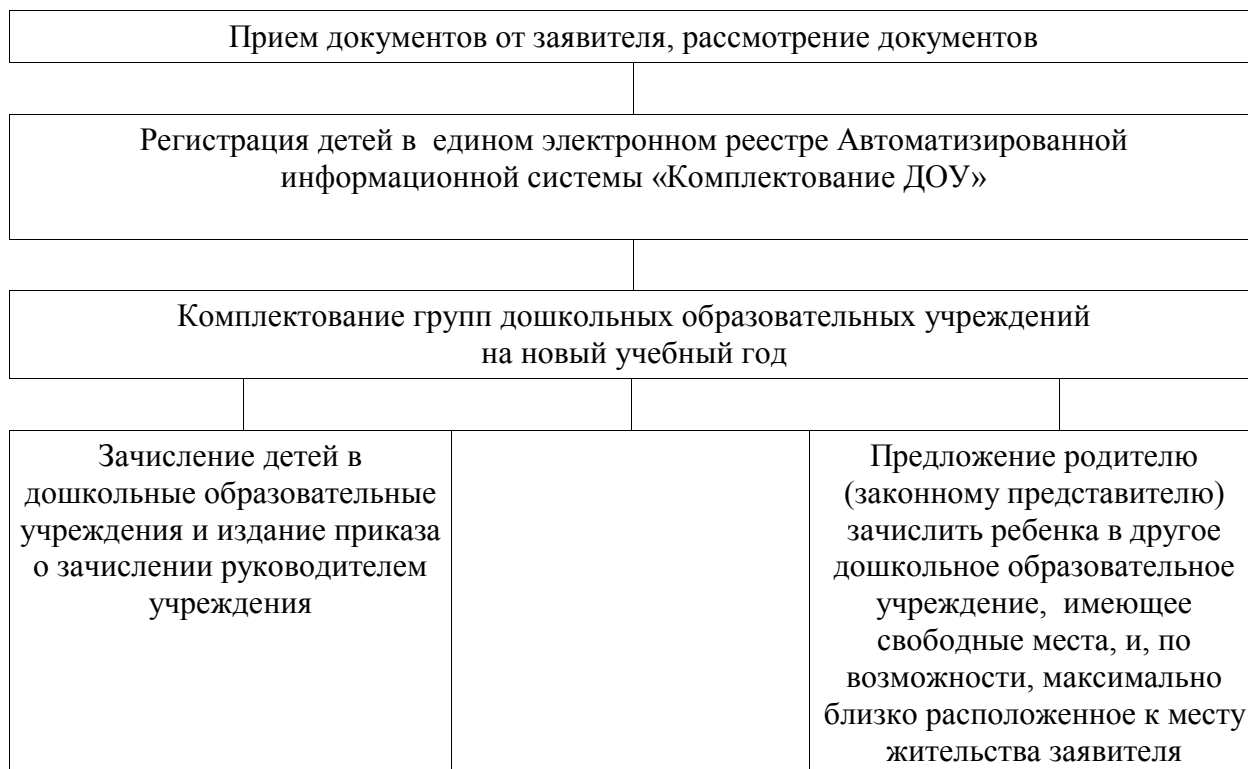 Прием документов от заявителя, рассмотрение документов
Регистрация детей в  едином электронном реестре Автоматизированной
информационной системы «Комплектование ДОУ»
Комплектование групп дошкольных образовательных учреждений
на новый учебный год
Зачисление детей в
дошкольные образовательные
учреждения и издание приказа
о зачислении руководителем
учреждения
Предложение родителю
(законному представителю)
зачислить ребенка в другое
дошкольное образовательное
учреждение,  имеющее
свободные места, и, по
возможности, максимально
близко расположенное к месту
жительства заявителя